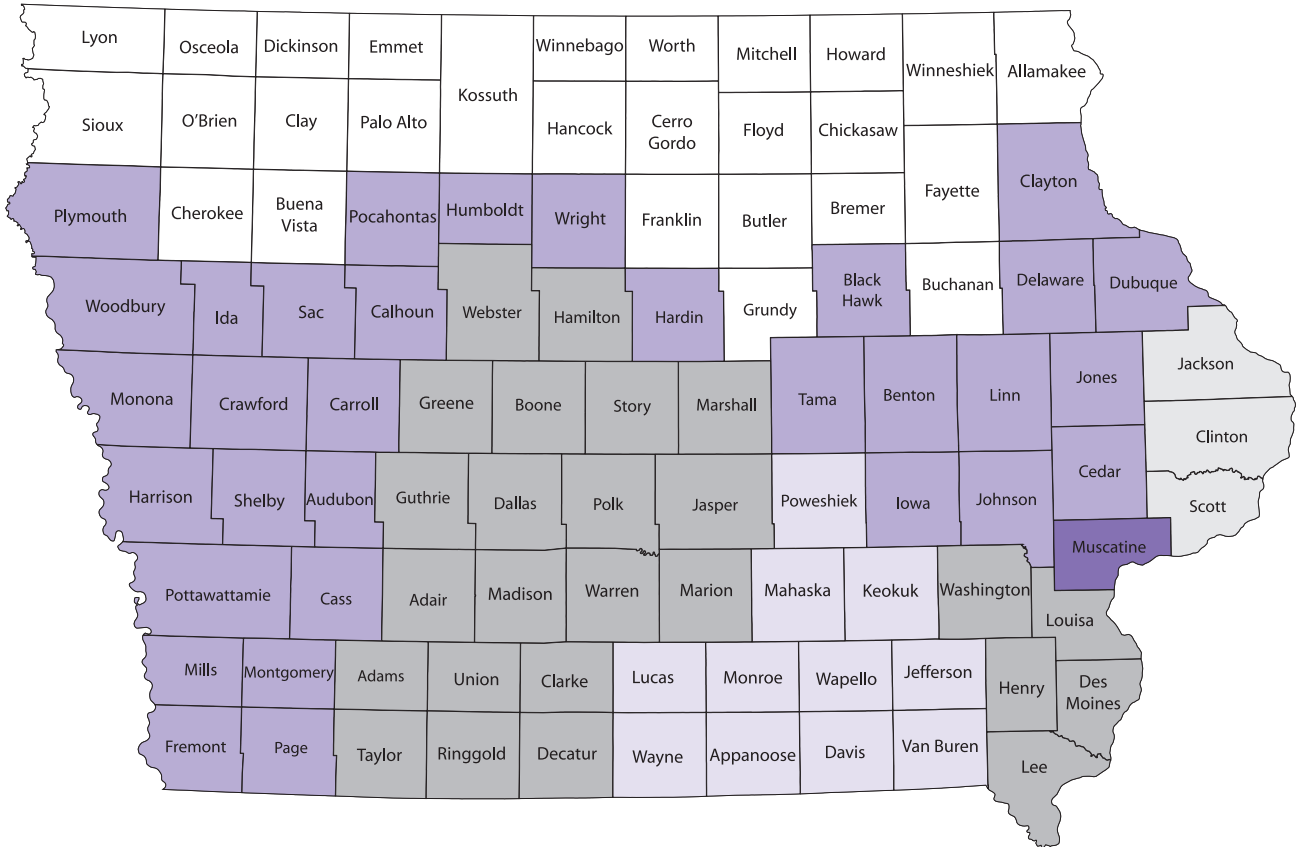 Lyon
Osceola
Dickinson
Emmet
Kossuth
Winnebago
Worth
Mitchell
Howard
Winneshiek
Allamakee
Sioux
O'Brien
Clay
Palo Alto
Hancock
Cerro
Gordo
Floyd
Chickasaw
Plymouth
Cherokee
Buena
Vista
Pocahontas
Humboldt
Wright
Franklin
Butler
Bremer
Fayette
Clayton
Woodbury
Ida
Sac
Calhoun
Webster
Hamilton
Hardin
Grundy
Black
Hawk
Buchanan
Delaware
Dubuque
Monona
Crawford
Carroll
Greene
Boone
Story
Marshall
Tama
Benton
Linn
Jones
Jackson
Clinton
Harrison
Shelby
Audubon
Guthrie
Dallas
Polk
Jasper
Poweshiek
Iowa
Johnson
Cedar
Scott
Muscatine
Pottawattamie
Cass
Adair
Madison
Warren
Marion
Mahaska
Keokuk
Washington
Louisa
Mills
Montgomery
Adams
Union
Clarke
Lucas
Monroe
Wapello
Jefferson
Henry
Des
Moines
Fremont
Page
Taylor
Ringgold
Decatur
Wayne
Appanoose
Davis
Van Buren
Lee